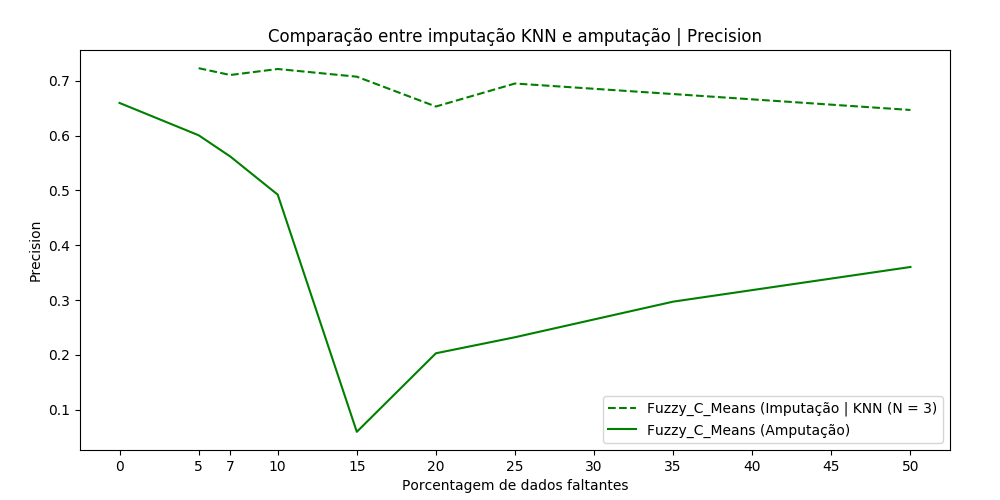 Comparação entre imputação KNN e amputação | Precision
Precision
0.7
0.6
0.5
0.4
0.3
0.2
0.1
0 5 7 10 15 20 25 30 35 40 45 50
Porcentagem de dados faltantes
Fuzzy_C_Means (Imputação | KNN (N = 3)
Fuzzy_C_Means (Amputação)